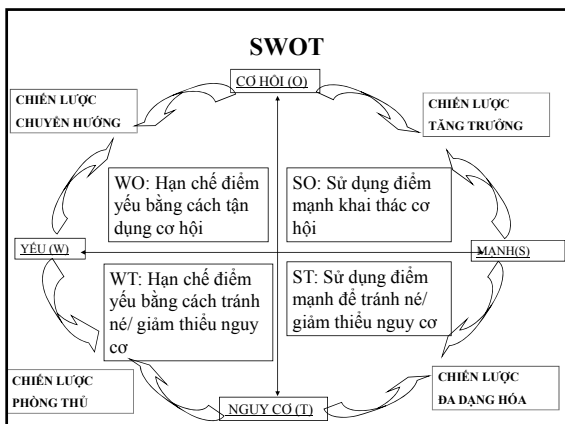 SWOT
CƠ HỘI (O)
CHIẾN LƯỢC
CHUYỂN HƯỚNG
CHIẾN LƯỢC
TĂNG TRƯỞNG
WO: Hạn chế điểm
yếu bằng cách tận
dụng cơ hội
SO: Sử dụng điểm
mạnh khai thác cơ
hội
YẾU (W)
MẠNH(S)
WT: Hạn chế điểm
yếu bằng cách tránh
né/ giảm thiểu nguy
cơ
ST: Sử dụng điểm
mạnh để tránh né/
giảm thiểu nguy cơ
CHIẾN LƯỢC
PHÒNG THỦ
NGUY CƠ (T)
CHIẾN LƯỢC
ĐA DẠNG HÓA